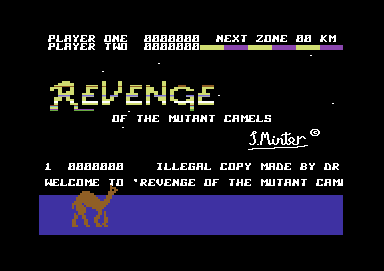 PLAYER ONE 0000000 NEXT ZONE 00 KM
PLAYER TWO 0000000
REVENGE
OF THE MUTANT CAMELS
J.Minter ©
1 0000000 ILLEGAL COPY MADE BY DR
WELCOME TO 'REVENGE OF THE MUTANT CAM